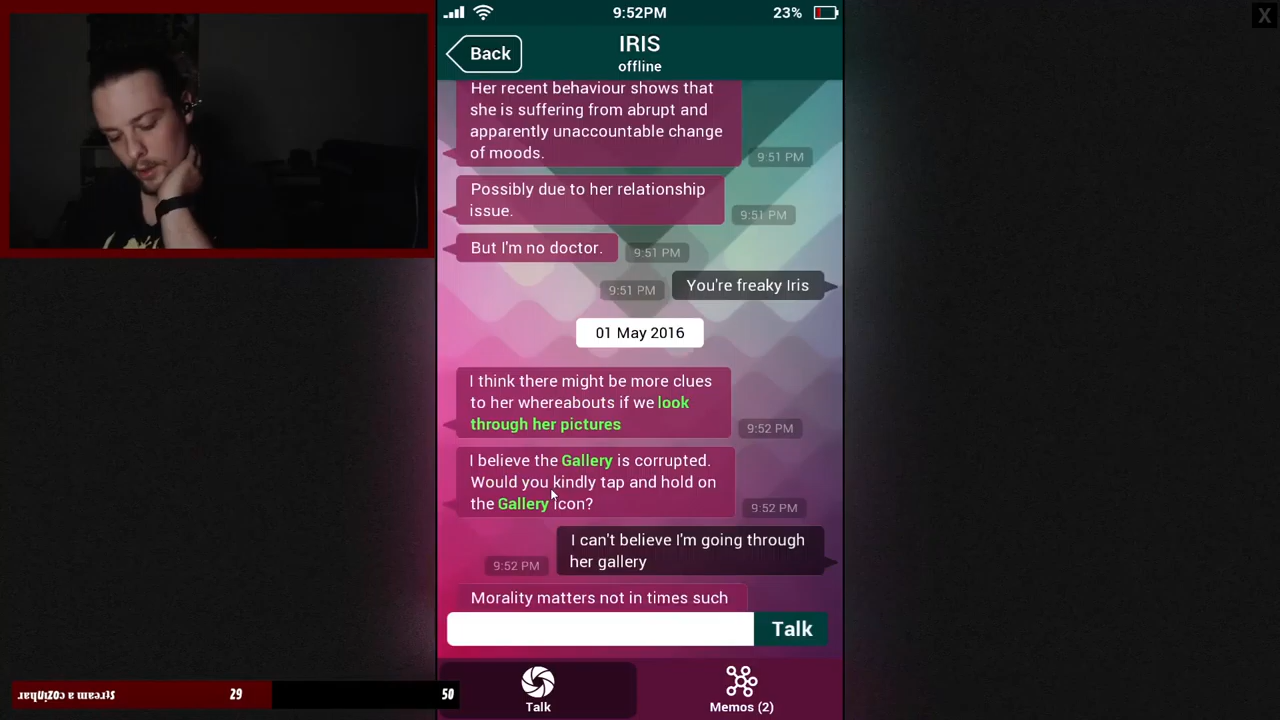 9:52PM
23%
X
Back
IRIS
offline
Her recent behaviour shows that
she is suffering from abrupt and
apparently unaccountable change
of moods.
9:51 PM
Possibly due to her relationship
issue.
9:51 PM
But I'm no doctor.
9:51 PM
You're freaky Iris
9:51 PM
01 May 2016
I think there might be more clues
to her whereabouts if we look
through her pictures
9:52 PM
I believe the Gallery is corrupted.
Would you kindly tap and hold on
the Gallery icon?
9:52 PM
I can't believe I'm going through
her gallery
9:52 PM
Morality matters not in times such
Talk
Stream a cozinhar
29
50
Talk
Memos (2)